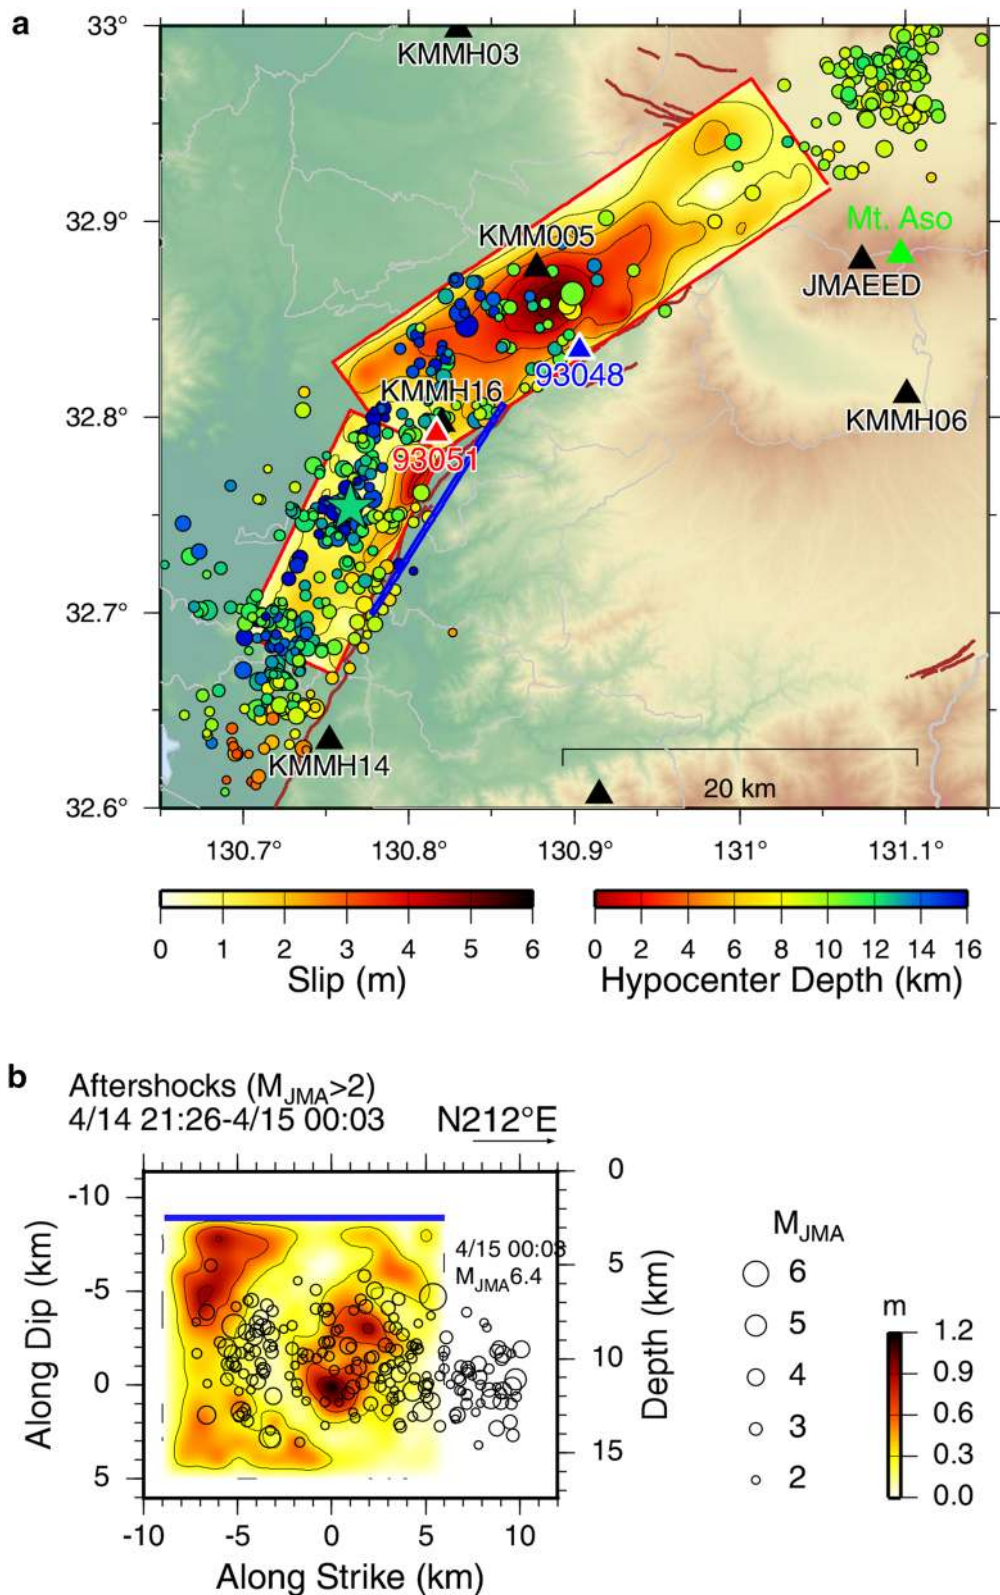 a
33°
32.9°
32.8°
32.7°
32.6°
KMMH03
KMM005
Mt. Aso
JMAEED
93048
KMMH16
KMMH06
93051
KMMH14
20 km
130.7° 130.8° 130.9° 131° 131.1°
0 1 2 3 4 5 6
Slip (m)
0 2 4 6 8 10 12 14 16
Hypocenter Depth (km)
b
Aftershocks (MJMA>2)
4/14 21:26-4/15 00:03
N212°E
-10
-5
0
5
Along Dip (km)
4/15 00:03
MJMA6.4
0
5
10
15
Depth (km)
-10 -5 0 5 10
Along Strike (km)
MJMA
6
5
4
3
2
m
1.2
0.9
0.6
0.3
0.0